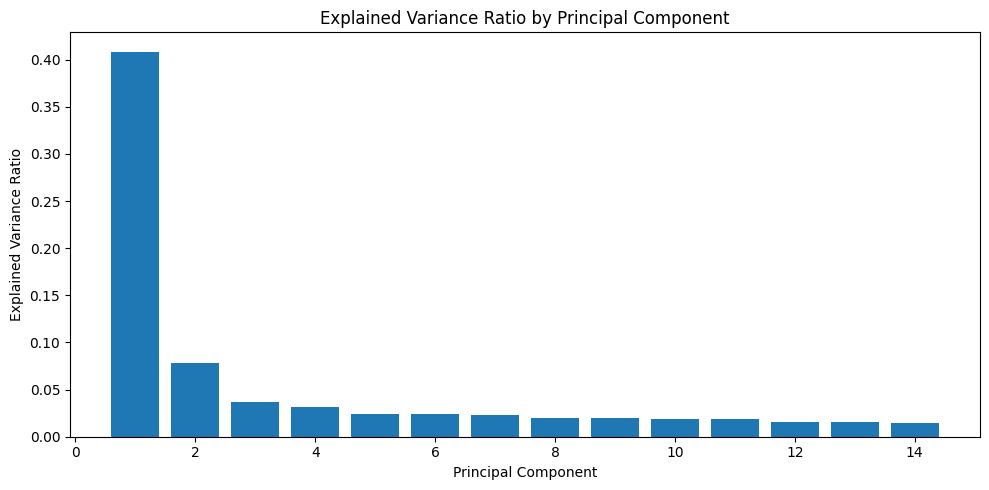 Explained Variance Ratio by Principal Component
Explained Variance Ratio
0.40
0.35
0.30
0.25
0.20
0.15
0.10
0.05
0.00
0 2 4 6 8 10 12 14
Principal Component